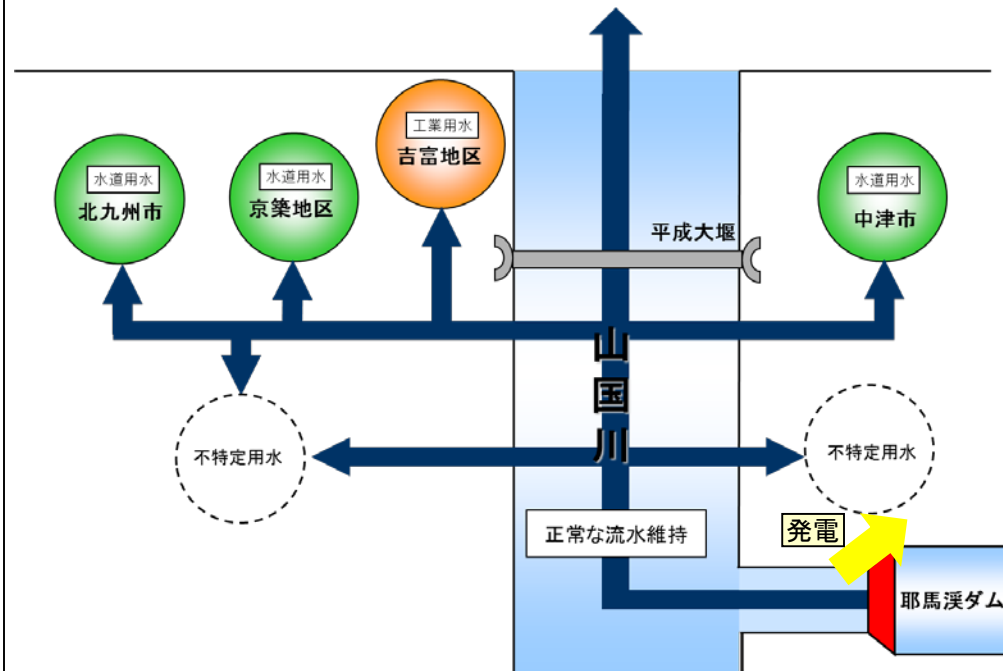 工業用水
吉富地区
水道用水
北九州市
水道用水
京築地区
水道用水
中津市
平成大堰
山国川
不特定用水
不特定用水
正常な流水維持
発電
耶馬渓ダム